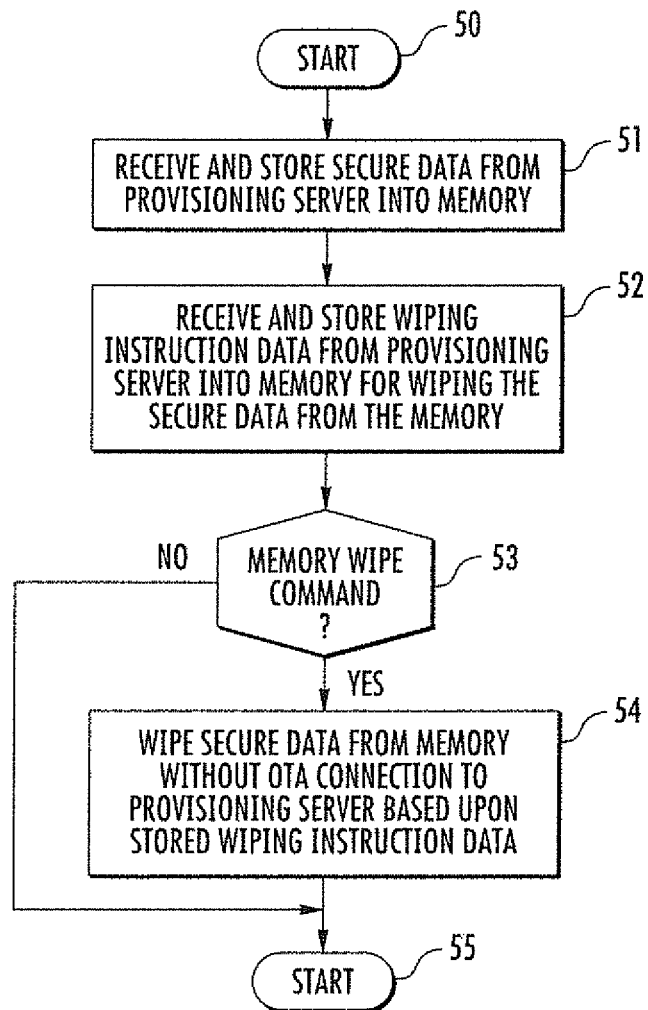 50
START
51
RECEIVE AND STORE SECURE DATA FROM
PROVISIONING SERVER INTO MEMORY
52
RECEIVE AND STORE WIPING
INSTRUCTION DATA FROM PROVISIONING
SERVER INTO MEMORY FOR WIPING THE
SECURE DATA FROM THE MEMORY
NO
MEMORY WIPE
COMMAND
?
53
YES
54
WIPE SECURE DATA FROM MEMORY
WITHOUT OTA CONNECTION TO
PROVISIONING SERVER BASED UPON
STORED WIPING INSTRUCTION DATA
55
START